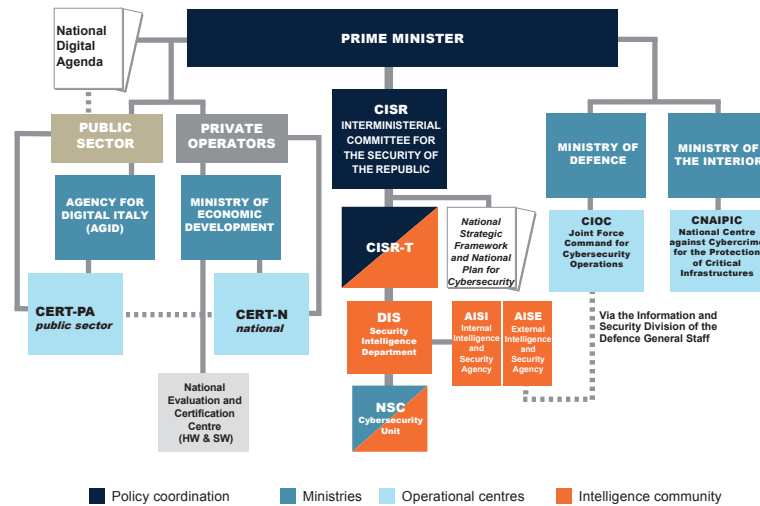 National
Digital
Agenda
PRIME MINISTER
PUBLIC
SECTOR
PRIVATE
OPERATORS
CISR
INTERMINISTERIAL
COMMITTEE FOR
THE SECURITY OF
THE REPUBLIC
MINISTRY OF
DEFENCE
MINISTRY OF
THE INTERIOR
AGENCY FOR
DIGITAL ITALY
(AGID)
MINISTRY OF
ECONOMIC
DEVELOPMENT
CISR-T
National
Strategic
Framework
and National
Plan for
Cybersecurity
CIOC
Joint Force
Command for
Cybersecurity
Operations
CNAIPIC
National Centre
against Cybercrime
for the Protection
of Critical
Infrastructures
CERT-PA
public sector
CERT-N
national
DIS
Security
Intelligence
Department
AISI
Internal
Intelligence
and
Security
Agency
AISE
External
Intelligence
and
Security
Agency
Via the Information and
Security Division of the
Defence General Staff
National
Evaluation and
Certification
Centre
(HW & SW)
NSC
Cybersecurity
Unit
Policy coordination
Ministries
Operational centres
Intelligence community